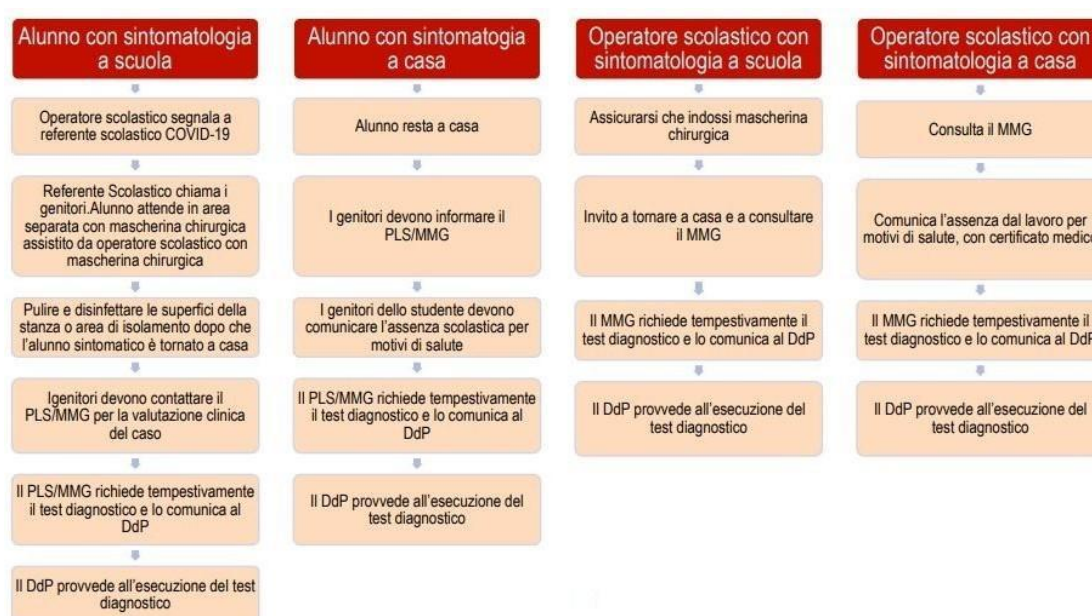 Alunno con sintomatologia
a scuola
Operatore scolastico segnala a
referente scolastico COVID-19
Referente Scolastico chiama i
genitori.Alunno attende in area
separata con mascherina chirurgica
assistito da operatore scolastico con
mascherina chirurgica
Pulire e disinfettare le superfici della
stanza o area di isolamento dopo che
l'alunno sintomatico è tornato a casa
Igenitori devono contattare il
PLS/MMG per la valutazione clinica
del caso
Il PLS/MMG richiede tempestivamente
il test diagnostico e lo comunica al
DdP
Il DdP provvede all'esecuzione del test
diagnostico
Alunno con sintomatogia
a casa
Alunno resta a casa
I genitori devono informare il
PLS/MMG
I genitori dello studente devono
comunicare l'assenza scolastica per
motivi di salute
Il PLS/MMG richiede tempestivamente
il test diagnostico e lo comunica al
DdP
Il DdP provvede all'esecuzione del
test diagnostico
Operatore scolastico con
sintomatologia a scuola
Assicurarsi che indossi mascherina
chirurgica
Invito a tornare a casa e a consultare
il MMG
Il MMG richiede tempestivamente il
test diagnostico e lo comunica al DdP
Il DdP provvede all'esecuzione del
test diagnostico
Operatore scolastico con
sintomatologia a casa
Consulta il MMG
Comunica l'assenza dal lavoro per
motivi di salute, con certificato medico
Il MMG richiede tempestivamente il
test diagnostico e lo comunica al DdP
Il DdP provvede all'esecuzione del
test diagnostico